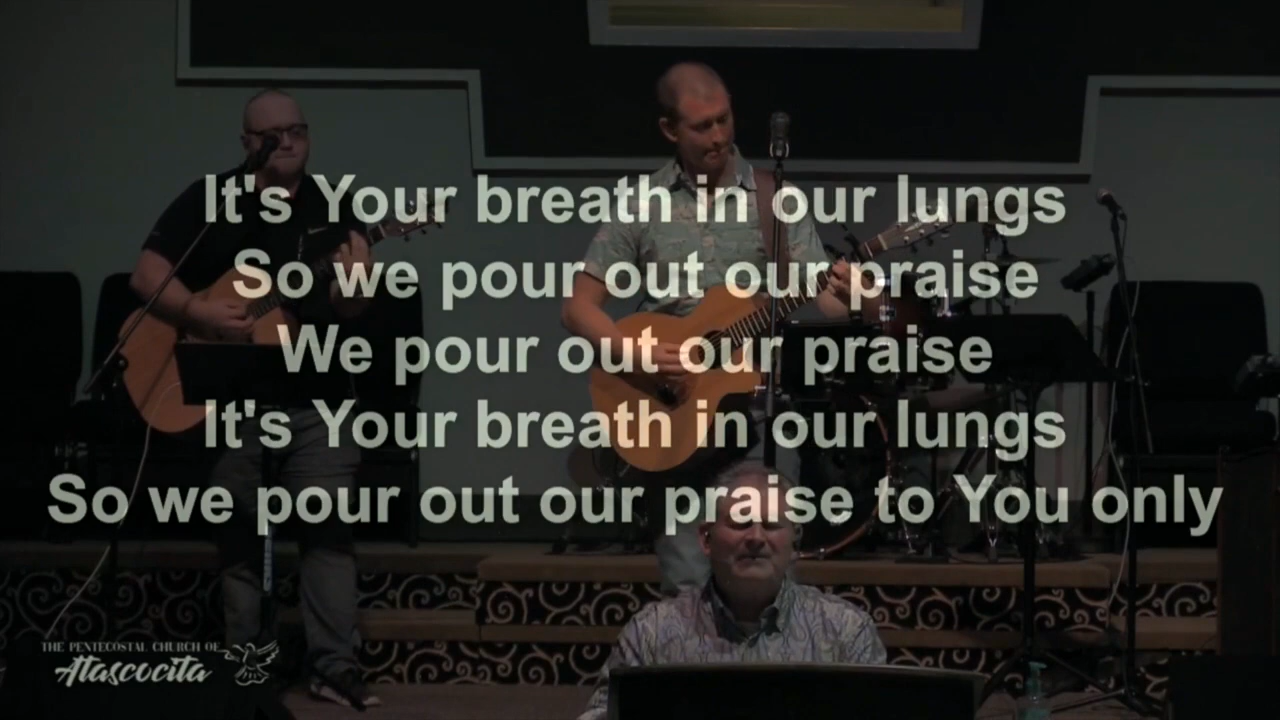 It's Your breath in our lungs
So we pour out our praise
We pour out our praise
It's Your breath in our lungs
So we pour out our praise to You only
THE PENTECOSTAL CHURCH OF
Atascocita